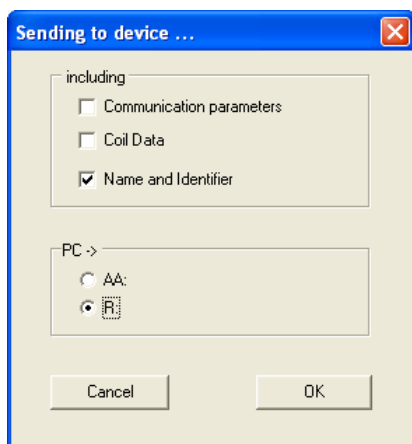 Sending to device ...
including
Communication parameters
Coil Data
Name and Identifier
PC ->
AA:
R:
Cancel
OK